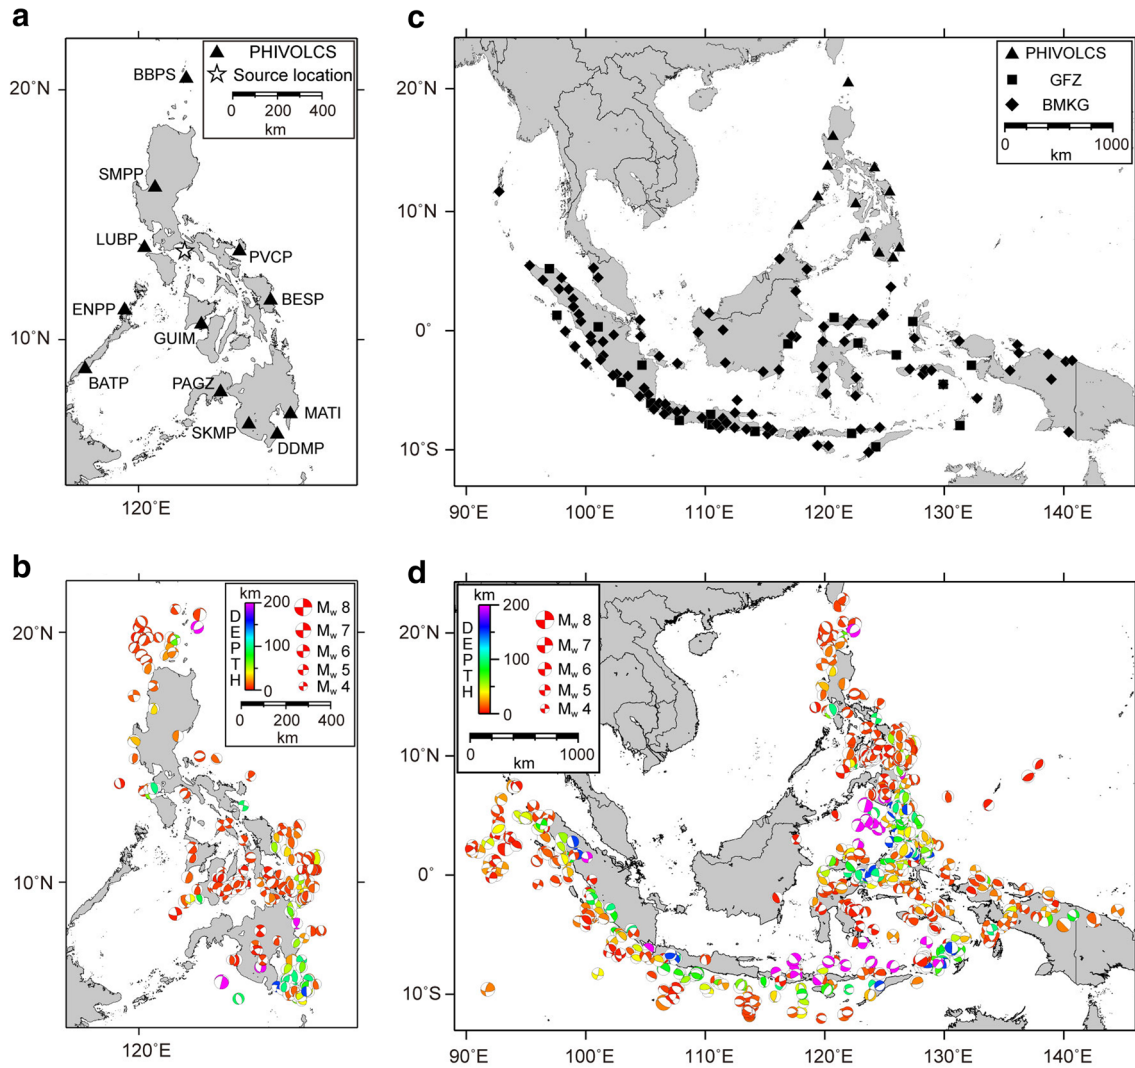 a
PHIVOLCS
Source location
0 200 400
km
BBPS
SMPP
LUBP
PVCP
ENPP
BESP
GUIM
BATP
PAGZ
MATI
SKMP
DDMP
20°N
10°N
120°E
c
PHIVOLCS
GFZ
BMKG
0 1000
km
20°N
10°N
0°
10°S
90°E 100°E 110°E 120°E 130°E 140°E
b
km
200
100
0
DEPTH
Mw 8
Mw 7
Mw 6
Mw 5
Mw 4
0 200 400
km
20°N
10°N
120°E
d
km
200
100
0
DEPTH
Mw 8
Mw 7
Mw 6
Mw 5
Mw 4
0 1000
km
20°N
10°N
0°
10°S
90°E 100°E 110°E 120°E 130°E 140°E